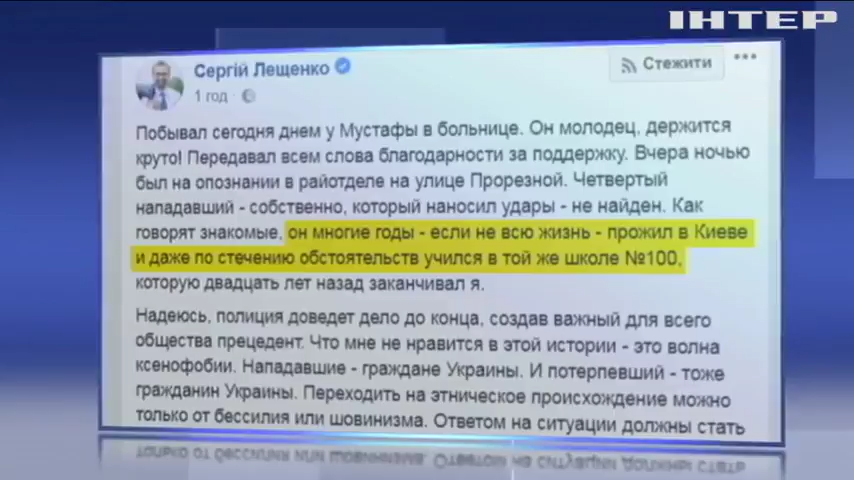 ІНТЕР
Сергій Лещенко
Стежити
1 год
Побывал сегодня днем у Мустафы в больнице. Он молодец, держится
круто! Передавал всем слова благодарности за поддержку. Вчера ночью
был на опознании в райотделе на улице Прорезной. Четвертый
нападавший - собственно, который наносил удары - не найден. Как
говорят знакомые, он многие годы - если не всю жизнь - прожил в Киеве
и даже по стечению обстоятельств учился в той же школе №100,
которую двадцать лет назад заканчивал я.
Надеюсь, полиция доведет дело до конца, создав важный для всего
общества прецедент. Что мне не нравится в этой истории - это волна
ксенофобии. Нападавшие - граждане Украины. И потерпевший - тоже
гражданин Украины. Переходить на этническое происхождение можно
только от бессилия или шовинизма. Ответом на ситуации должны стать